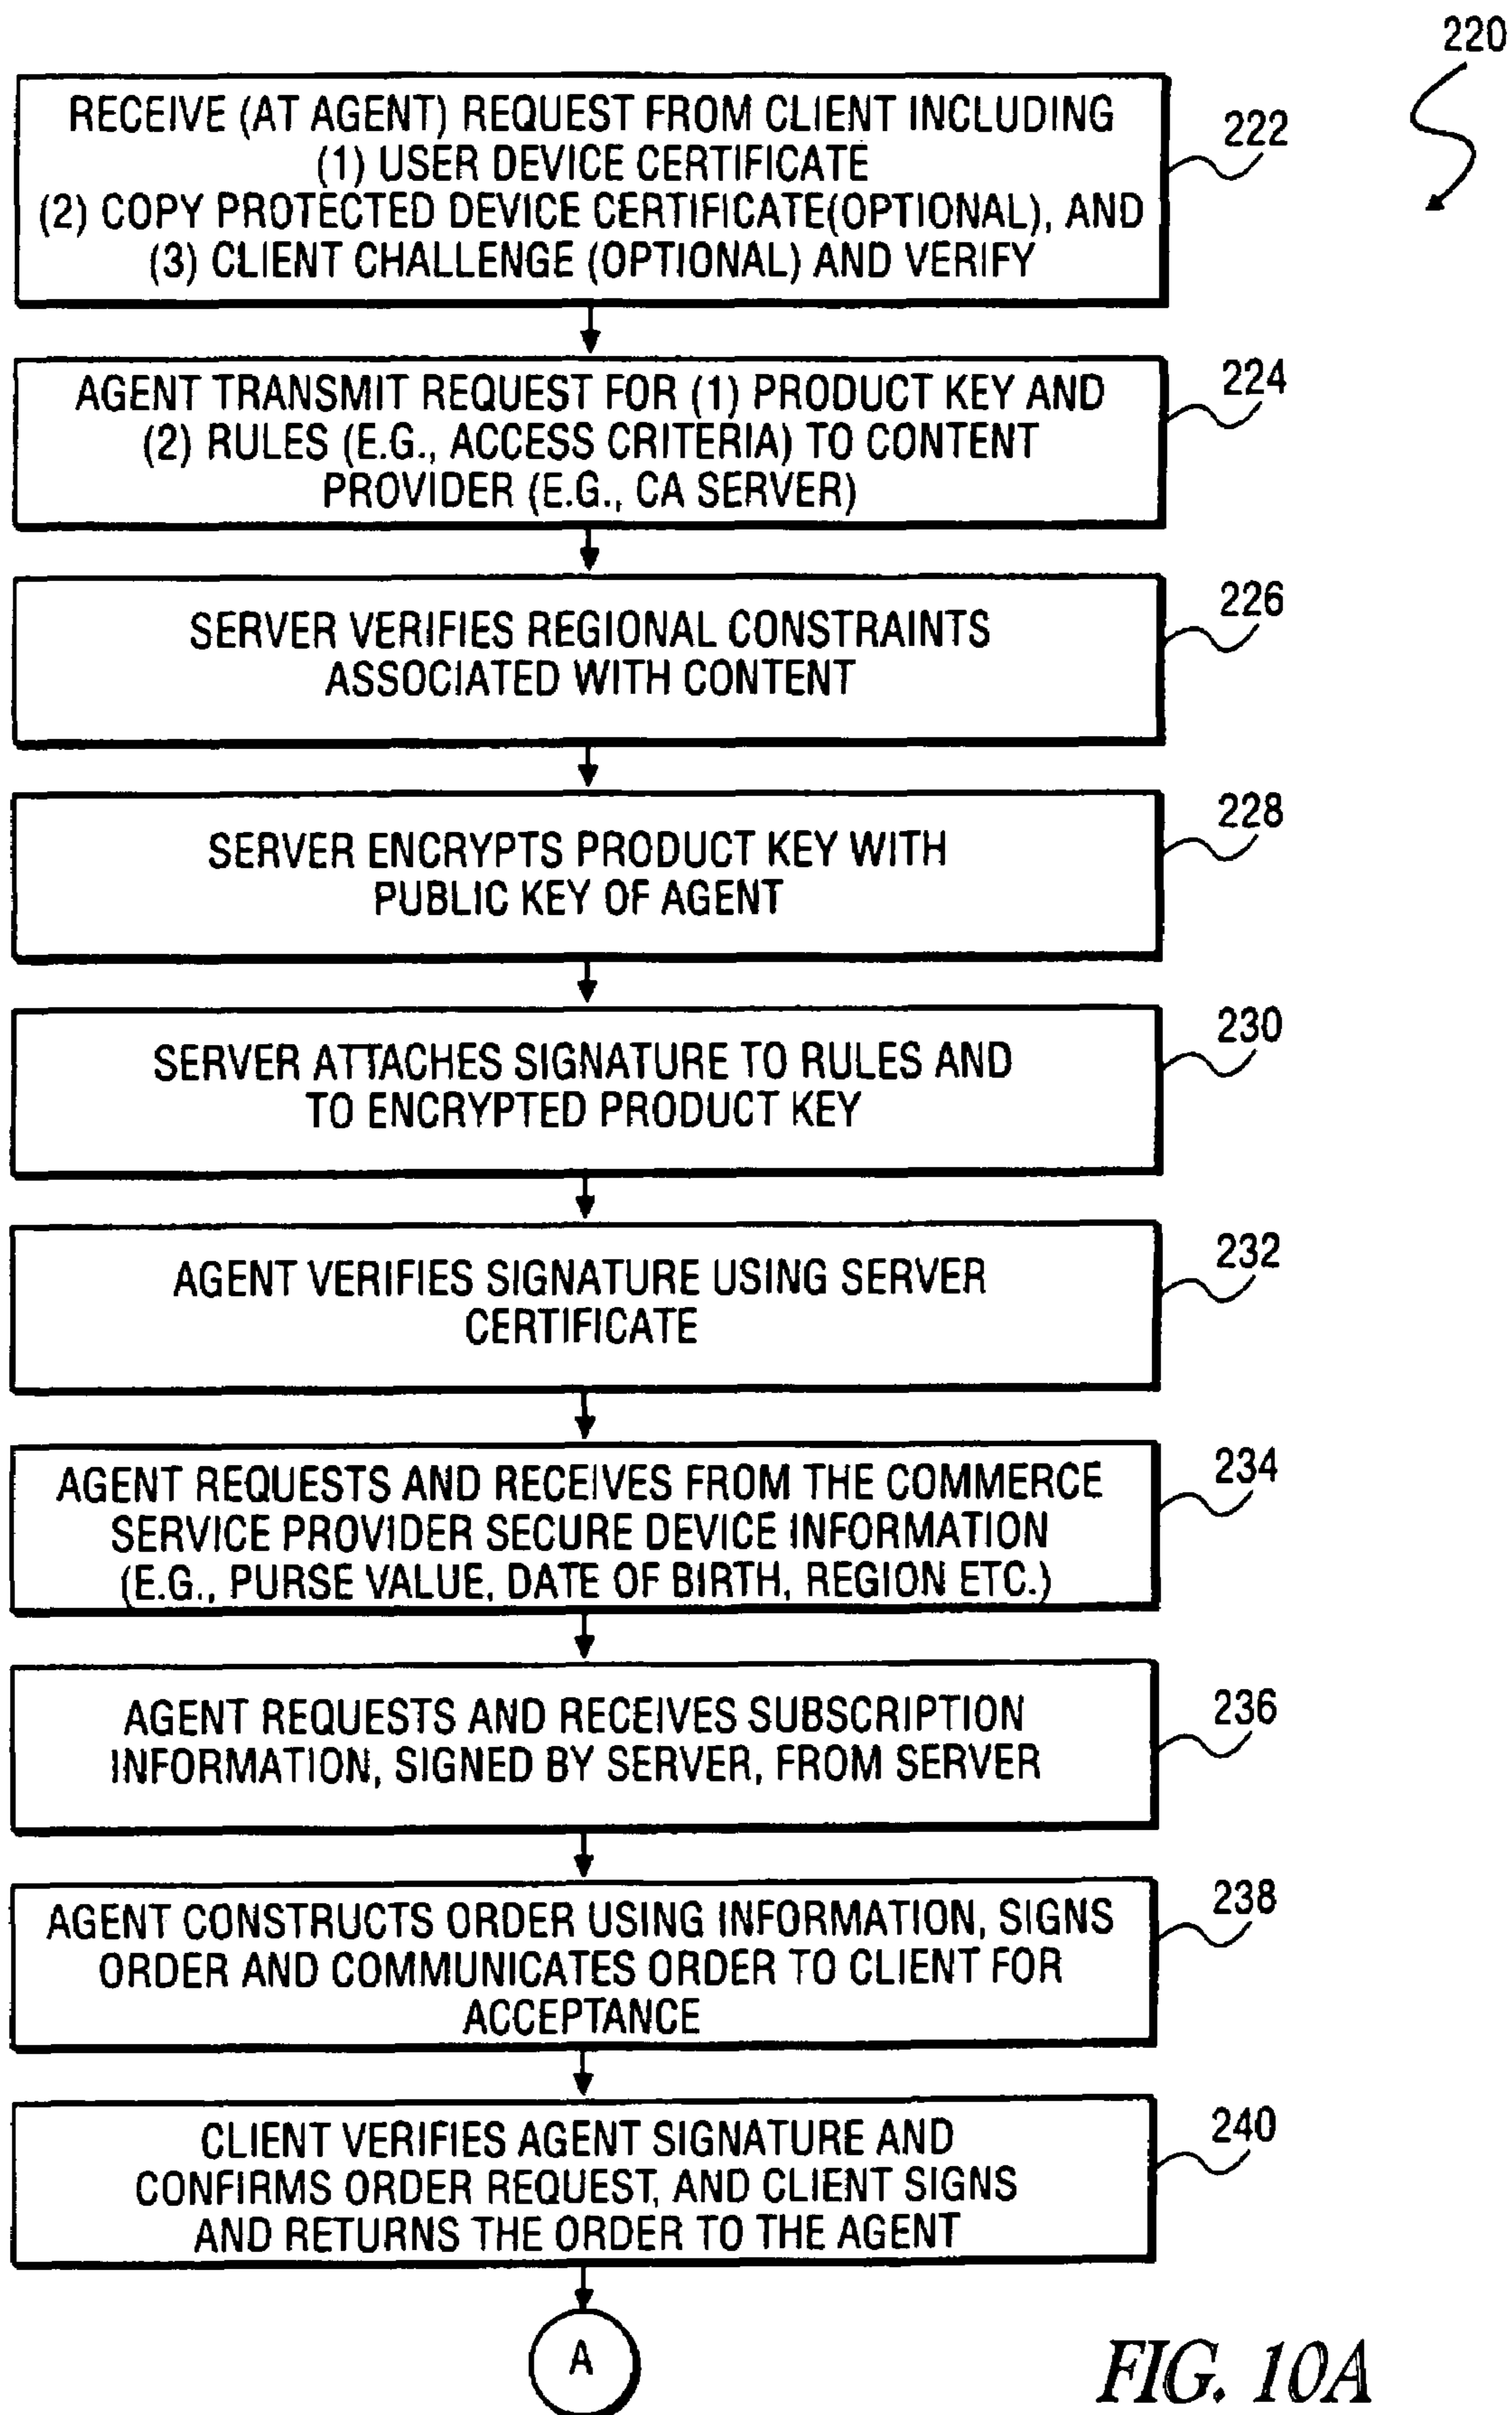 220
RECEIVE (AT AGENT) REQUEST FROM CLIENT INCLUDING
(1) USER DEVICE CERTIFICATE
(2) COPY PROTECTED DEVICE CERTIFICATE(OPTIONAL), AND
(3) CLIENT CHALLENGE (OPTIONAL) AND VERIFY
222
AGENT TRANSMIT REQUEST FOR (1) PRODUCT KEY AND
(2) RULES (E.G., ACCESS CRITERIA) TO CONTENT
PROVIDER (E.G., CA SERVER)
224
SERVER VERIFIES REGIONAL CONSTRAINTS
ASSOCIATED WITH CONTENT
226
SERVER ENCRYPTS PRODUCT KEY WITH
PUBLIC KEY OF AGENT
228
SERVER ATTACHES SIGNATURE TO RULES AND
TO ENCRYPTED PRODUCT KEY
230
AGENT VERIFIES SIGNATURE USING SERVER
CERTIFICATE
232
AGENT REQUESTS AND RECEIVES FROM THE COMMERCE
SERVICE PROVIDER SECURE DEVICE INFORMATION
(E.G., PURSE VALUE, DATE OF BIRTH, REGION ETC.)
234
AGENT REQUESTS AND RECEIVES SUBSCRIPTION
INFORMATION, SIGNED BY SERVER, FROM SERVER
236
AGENT CONSTRUCTS ORDER USING INFORMATION, SIGNS
ORDER AND COMMUNICATES ORDER TO CLIENT FOR
ACCEPTANCE
238
CLIENT VERIFIES AGENT SIGNATURE AND
CONFIRMS ORDER REQUEST, AND CLIENT SIGNS
AND RETURNS THE ORDER TO THE AGENT
240
A
FIG. 10A